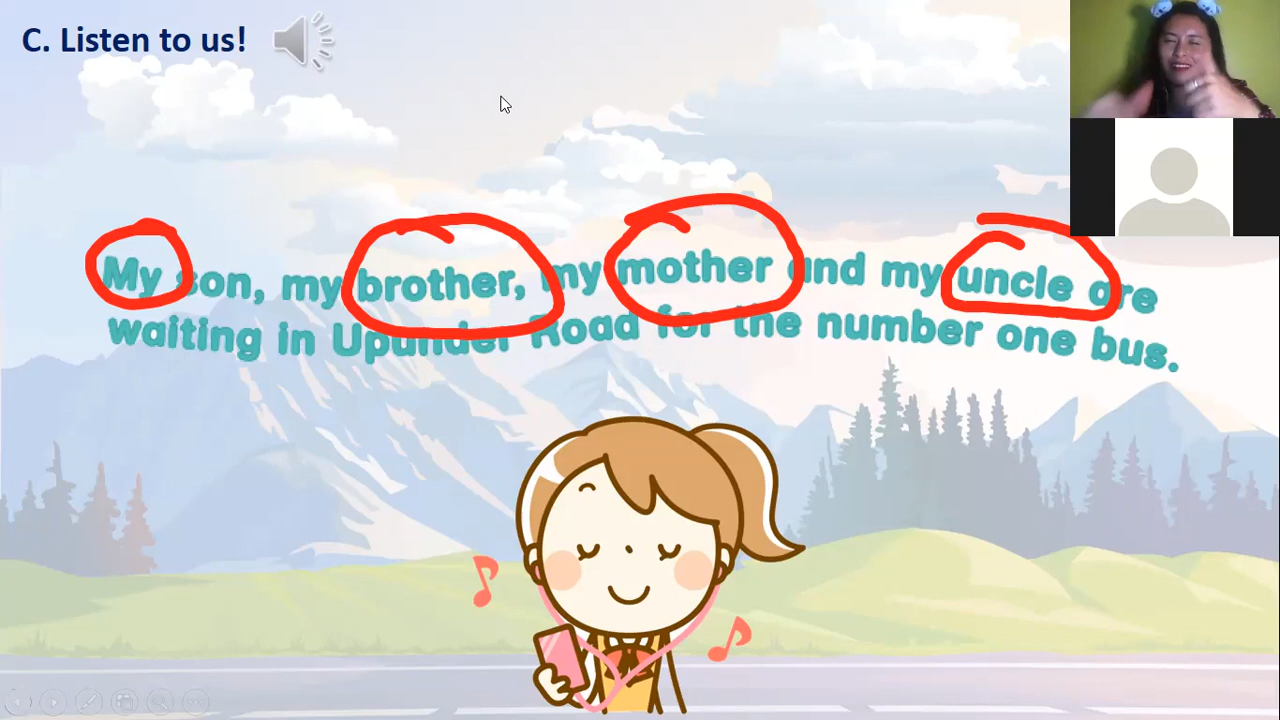 C. Listen to us!
My son, my brother, my mother and my uncle are
waiting in Upunder Road for the number one bus.